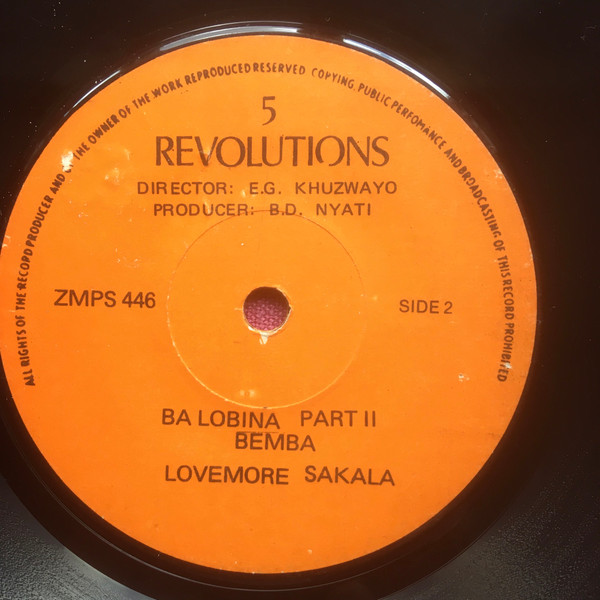 ALL RIGHTS OF THE RECORD PRODUCER AND OF THE OWNER OF THE WORK REPRODUCED RESERVED COPYING, PUBLIC PERFOMANCE AND BROADCASTING OF THIS RECORD PROHIBITED
5
REVOLUTIONS
DIRECTOR: E.G. KHUZWAYO
PRODUCER: B.D. NYATI
ZMPS 446
SIDE 2
BA LOBINA PART II
BEMBA
LOVEMORE SAKALA